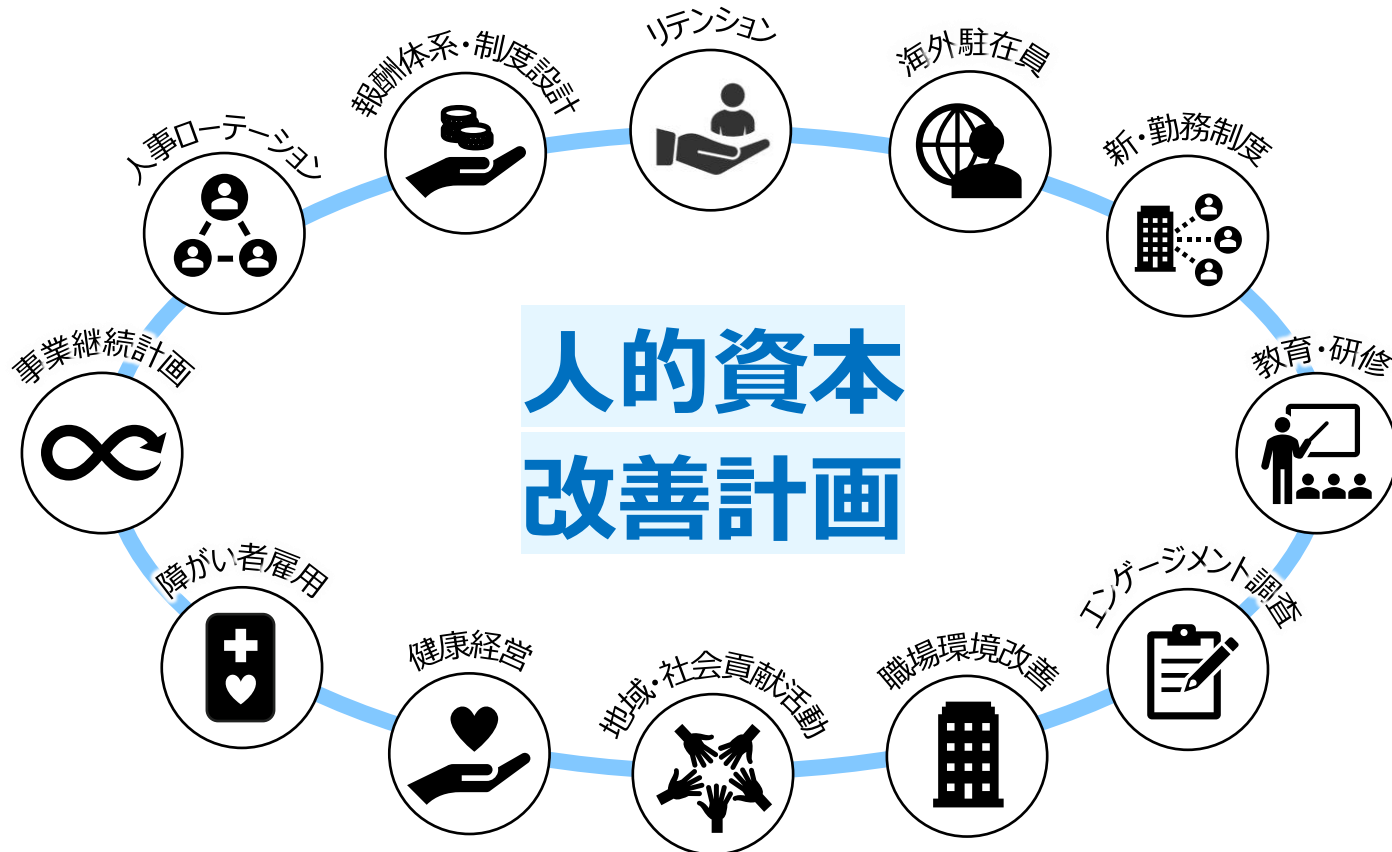 リテンション
海外駐在員
新・勤務制度
教育・研修
エンゲージメント調査
職場環境改善
地域・社会貢献活動
健康経営
障がい者雇用
事業継続計画
人事ローテーション
報酬体系・制度設計
人的資本
改善計画